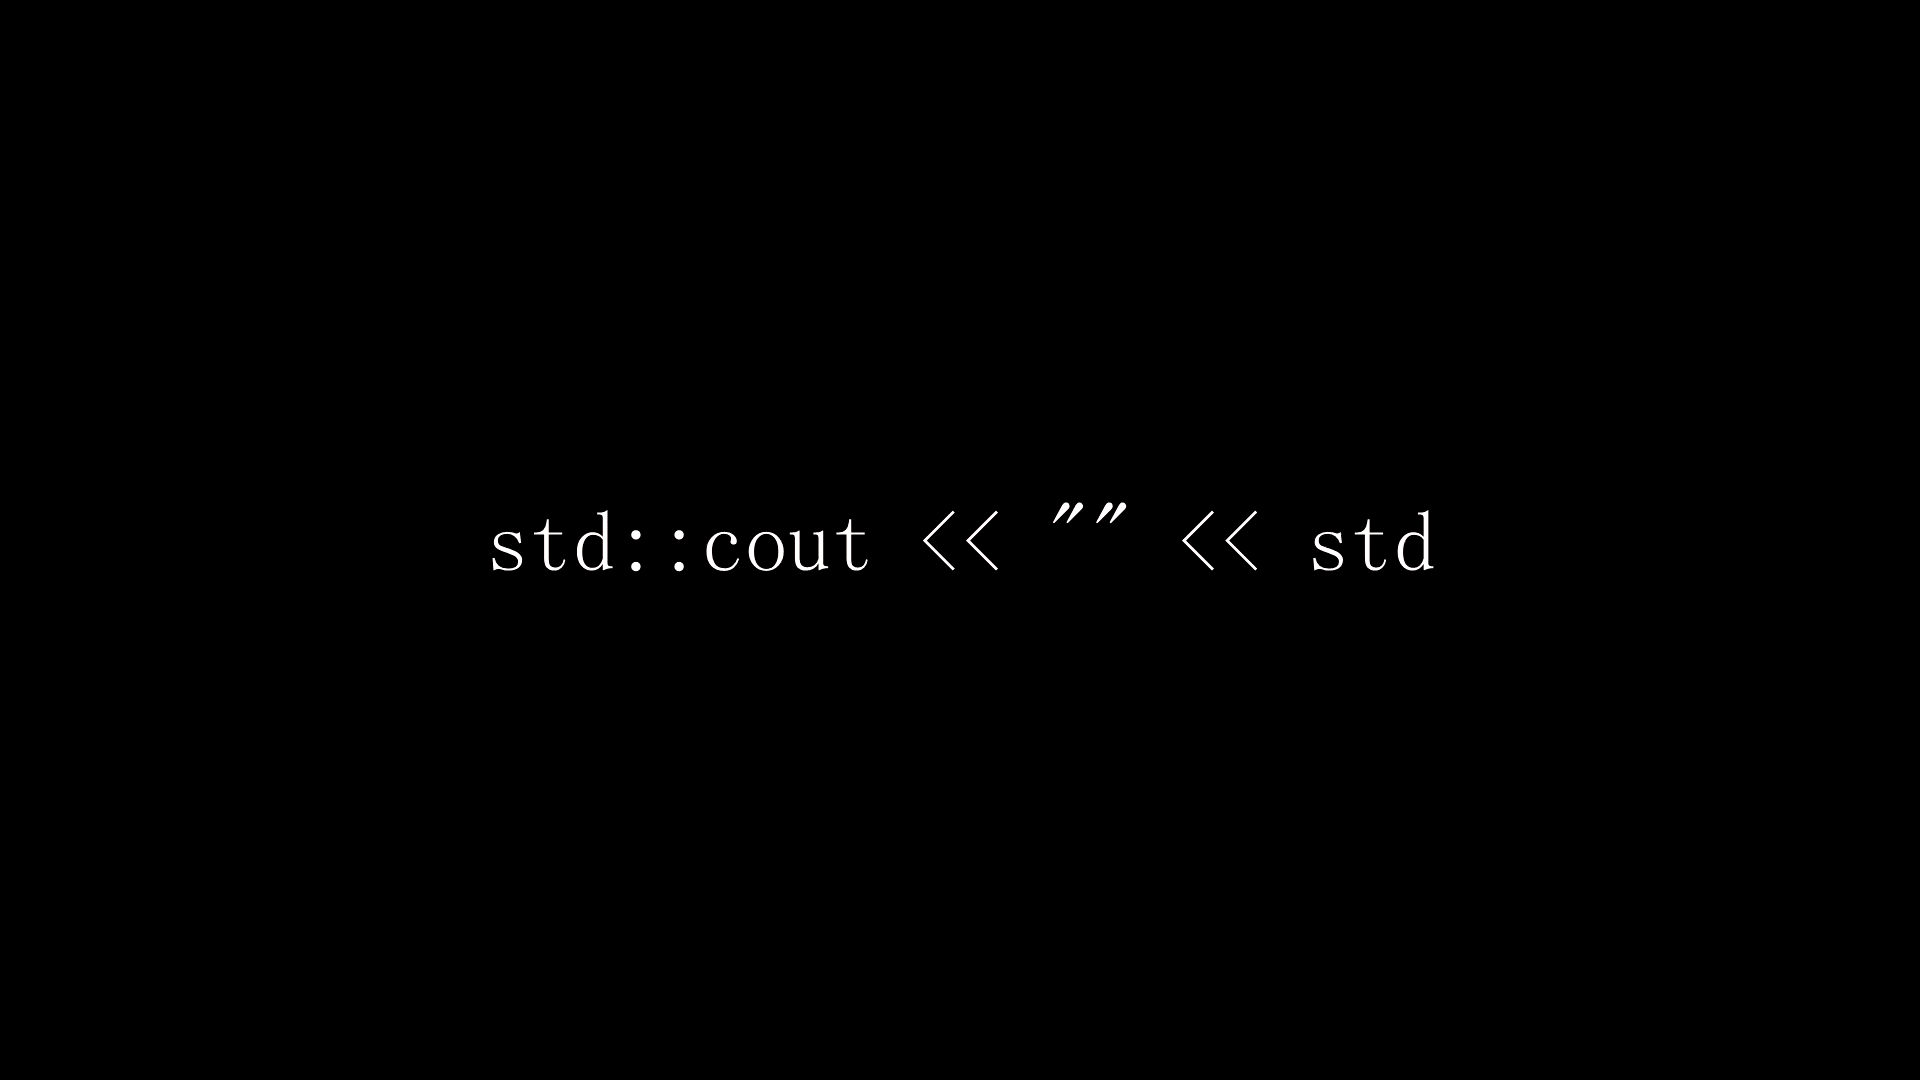 std::cout << "" << std